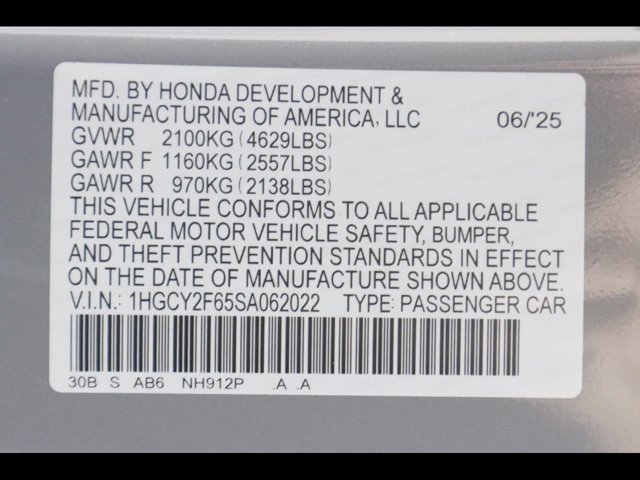 MFD. BY HONDA DEVELOPMENT &
MANUFACTURING OF AMERICA, LLC 06/'25
GVWR 2100KG (4629LBS)
GAWR F 1160KG (2557LBS)
GAWR R 970KG (2138LBS)
THIS VEHICLE CONFORMS TO ALL APPLICABLE
FEDERAL MOTOR VEHICLE SAFETY, BUMPER,
AND THEFT PREVENTION STANDARDS IN EFFECT
ON THE DATE OF MANUFACTURE SHOWN ABOVE.
V.I.N.: 1HGCY2F65SA062022 TYPE: PASSENGER CAR
30B S AB6 NH912P .A .A